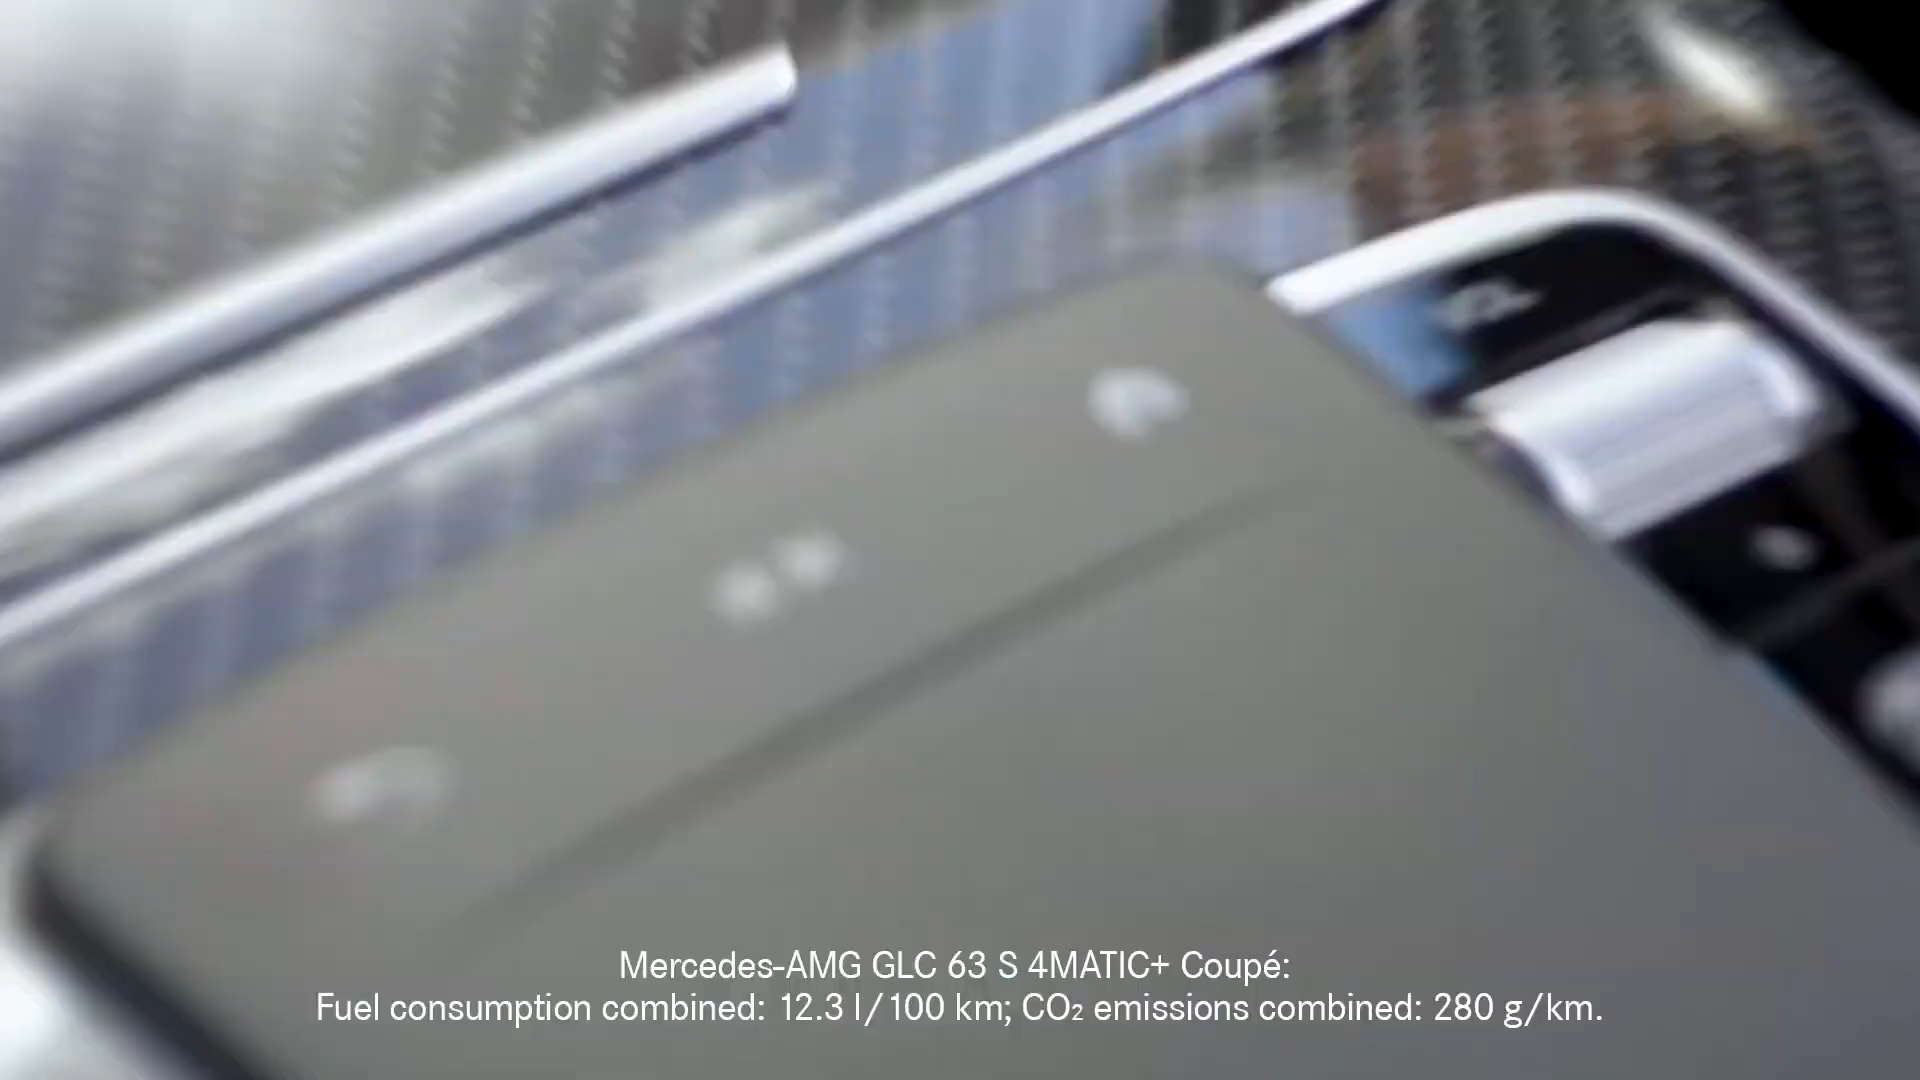 Mercedes-AMG GLC 63 S 4MATIC+ Coupé:
Fuel consumption combined: 12.3 l/100 km; CO₂ emissions combined: 280 g/km.